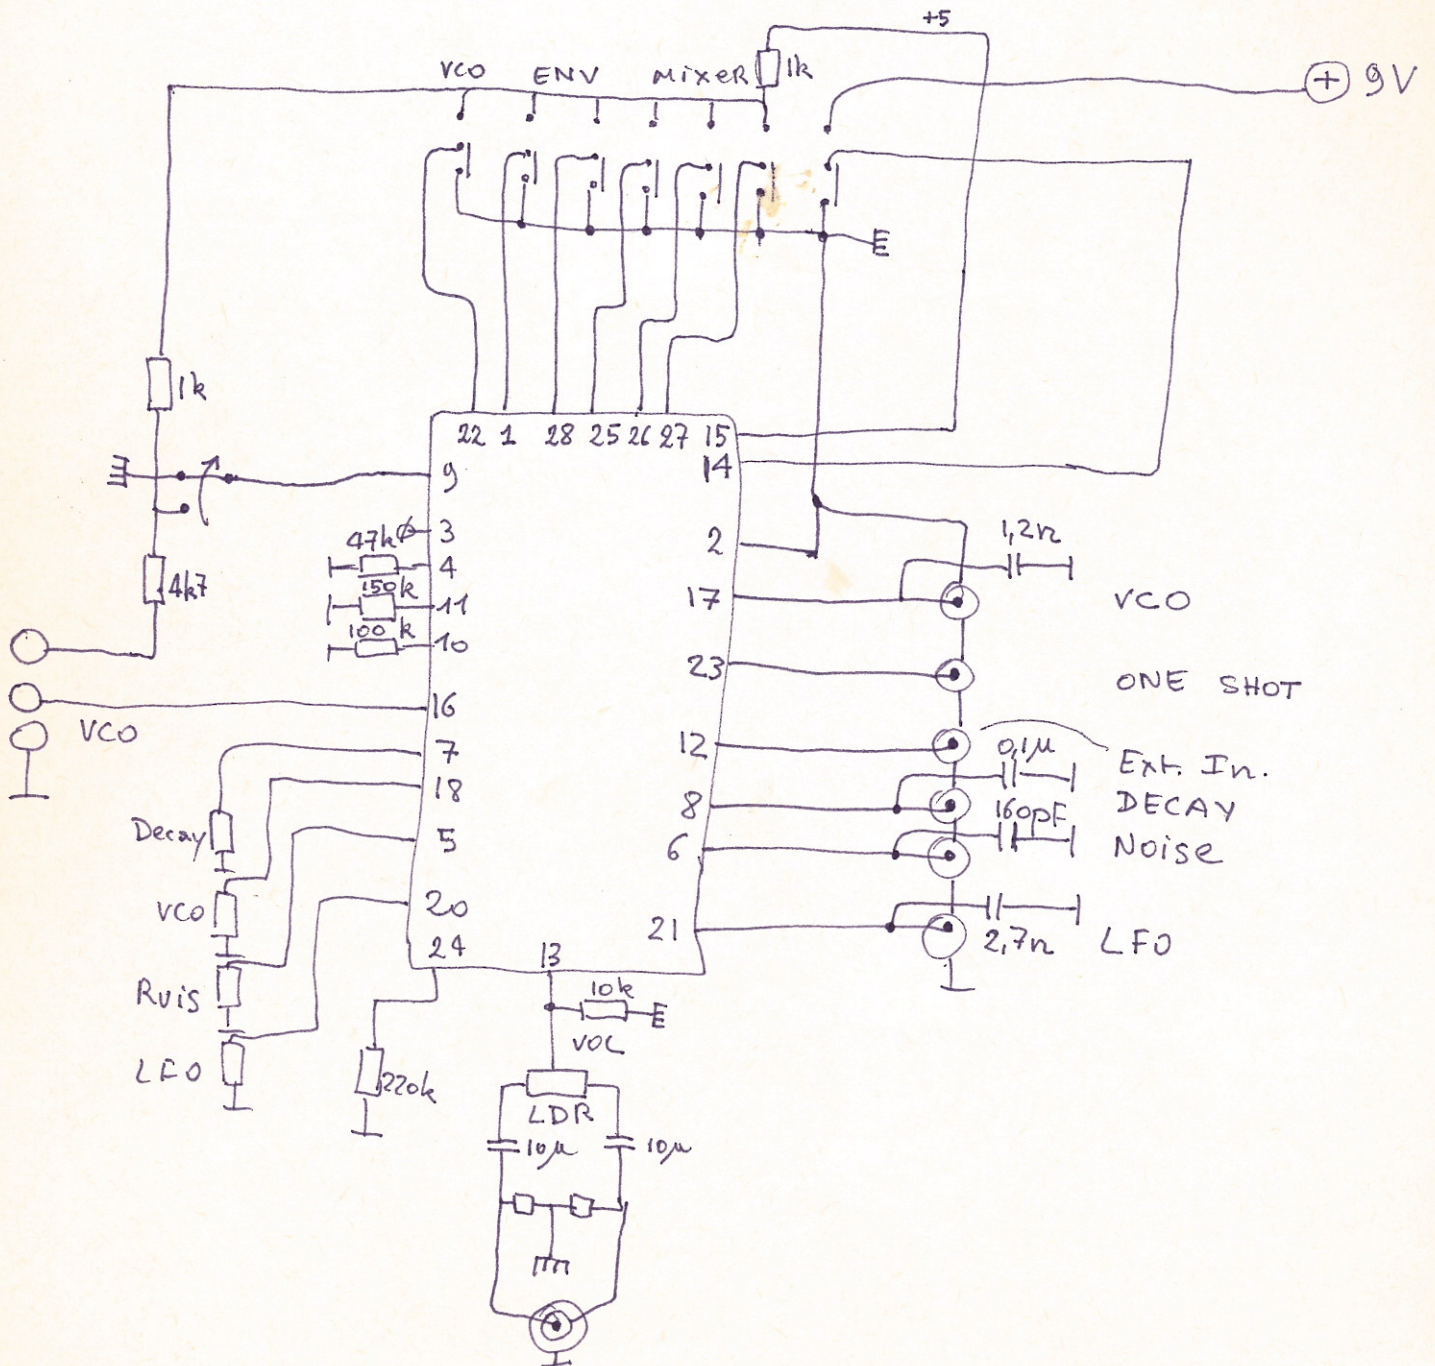 +5
VCO ENV MIXER 1k
+ 9V
1k
22 1 28 25 26 27 15
14
9
3
47k
4
150k
11
100k
10
4k7
2
1,2n
17
VCO
23
ONE SHOT
16
VCO
7
12
0,1µ
Ext. In.
18
8
160pF
DECAY
Decay
5
6
Noise
VCO
20
21
2,7n
LFO
24
13
Ruis
10k
VOL
LFO
220k
LDR
10µ
10µ